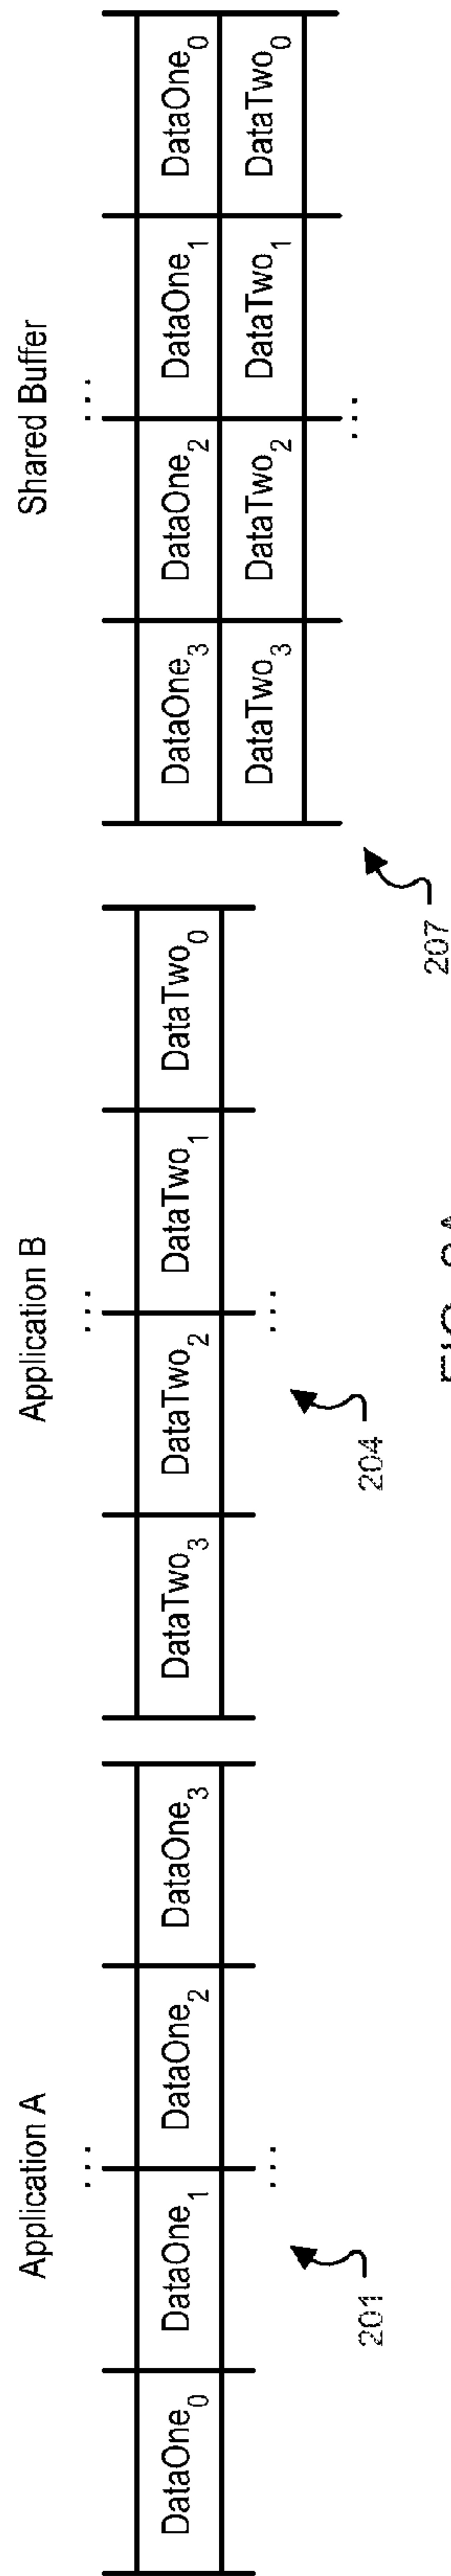 Application A
...
DataOne₀ DataOne₁ DataOne₂ DataOne₃
...
201
Application B
...
DataTwo₃ DataTwo₂ DataTwo₁ DataTwo₀
...
204
Shared Buffer
...
DataOne₃ DataOne₂ DataOne₁ DataOne₀
DataTwo₃ DataTwo₂ DataTwo₁ DataTwo₀
...
207